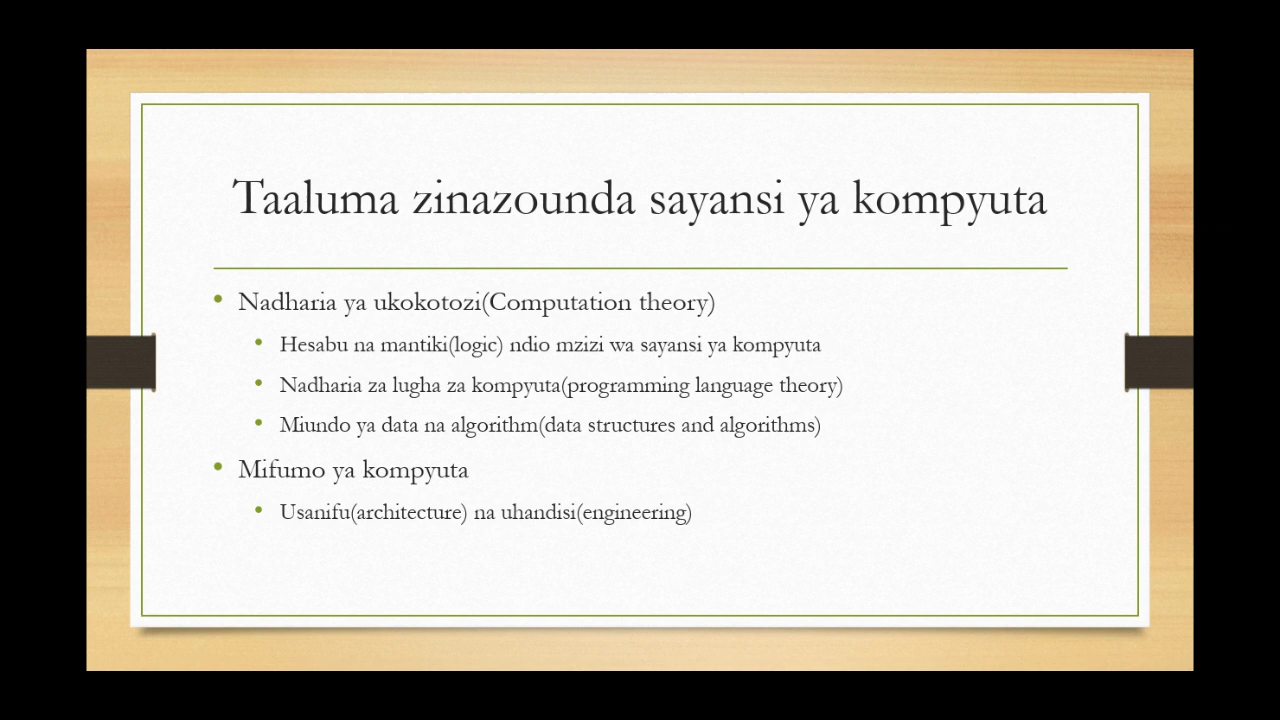 Taaluma zinazounda sayansi ya kompyuta
Nadharia ya ukokotozi(Computation theory)
Hesabu na mantiki(logic) ndio mzizi wa sayansi ya kompyuta
Nadharia za lugha za kompyuta(programming language theory)
Miundo ya data na algorithm(data structures and algorithms)
Mifumo ya kompyuta
Usanifu(architecture) na uhandisi(engineering)